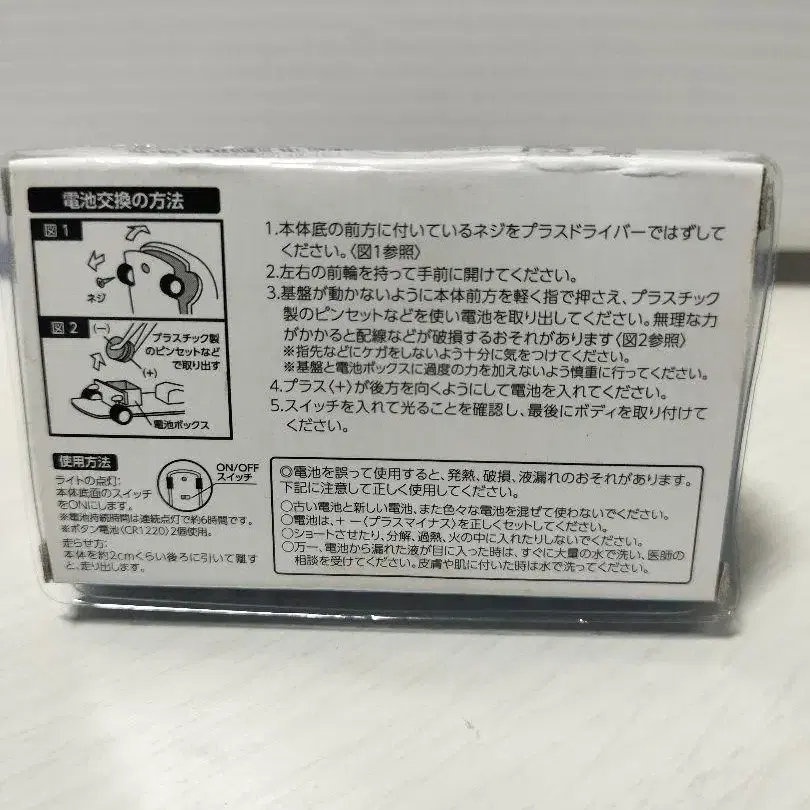 電池交換の方法
図1
ネジ
図2
(−)
プラスチック製
のピンセットなど
で取り出す
(+)
電池ボックス
1.本体底の前方に付いているネジをプラスドライバーではずして
ください。〈図1参照〉
2.左右の前輪を持って手前に開けてください。
3.基盤が動かないように本体前方を軽く指で押さえ、プラスチック
製のピンセットなどを使い電池を取り出してください。無理な力
がかかると配線などが破損するおそれがあります〈図2参照〉
※指先などにケガをしないよう十分に気をつけてください。
※基盤と電池ボックスに過度の力を加えないよう慎重に行ってください。
4.プラス〈+〉が後方を向くようにして電池を入れてください。
5.スイッチを入れて光ることを確認し、最後にボディを取り付けて
ください。
使用方法
ライトの点灯:
本体底面のスイッチ
をONにします。
※電池持続時間は連続点灯で約6時間です。
※ボタン電池〈CR1220〉2個使用。
走らせ方:
本体を約2cmくらい後ろに引いて離す
と、走り出します。
ON/OFF
スイッチ
◎電池を誤って使用すると、発熱、破損、液漏れのおそれがあります。
下記に注意して正しく使用してください。
○古い電池と新しい電池、また色々な電池を混ぜて使わないでください。
○電池は、+ −〈プラスマイナス〉を正しくセットしてください。
○ショートさせたり、分解、過熱、火の中に入れたりしないでください。
○万一、電池から漏れた液が目に入った時は、すぐに大量の水で洗い、医師の
相談を受けてください。皮膚や肌に付いた時は水で洗ってください。